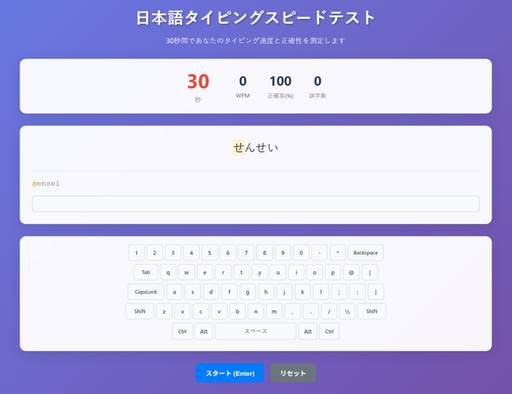 日本語タイピングスピードテスト
30秒間であなたのタイピング速度と正確性を測定します
30 0 100 0
秒 WPM 正確率(%) 誤字数
せんせい
sensei
1 2 3 4 5 6 7 8 9 0 - ^ Backspace
Tab q w e r t y u i o p @ [
CapsLock a s d f g h j k l ; : ]
Shift z x c v b n m , . / \\ Shift
Ctrl Alt スペース Alt Ctrl
スタート (Enter) リセット